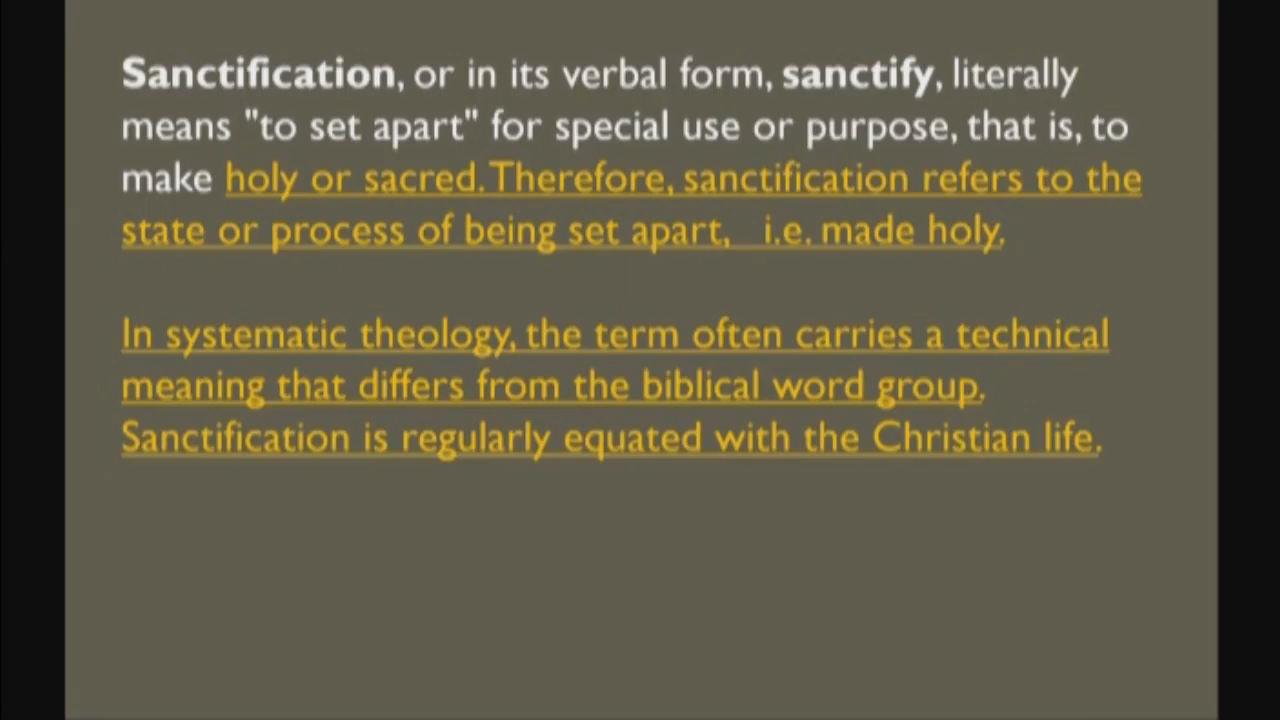 Sanctification, or in its verbal form, sanctify, literally
means "to set apart" for special use or purpose, that is, to
make holy or sacred. Therefore, sanctification refers to the
state or process of being set apart,   i.e. made holy.
In systematic theology, the term often carries a technical
meaning that differs from the biblical word group.
Sanctification is regularly equated with the Christian life.